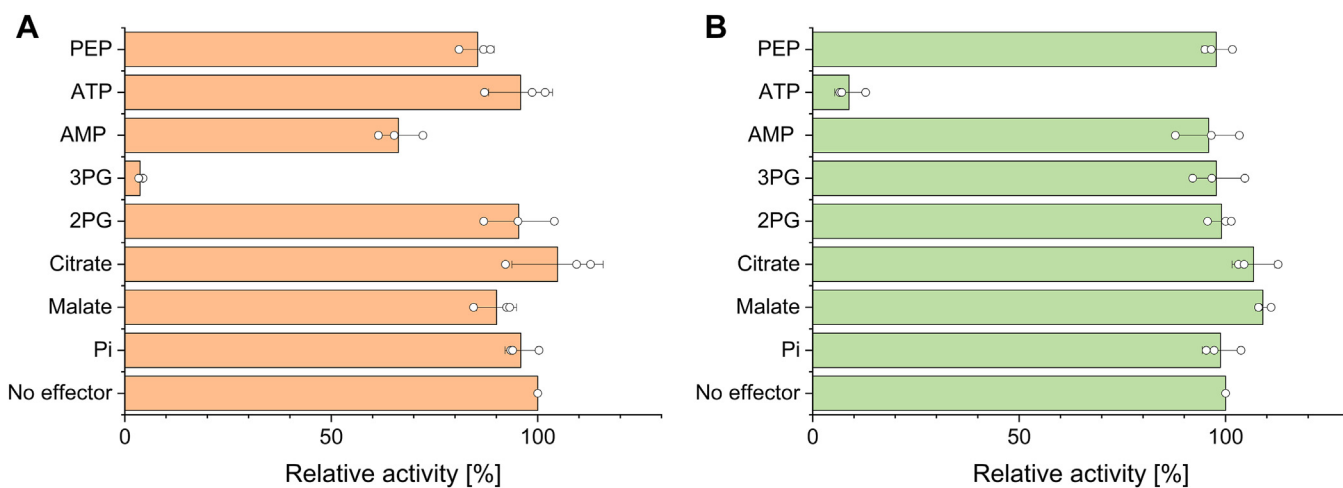 A
PEP
ATP
AMP
3PG
2PG
Citrate
Malate
Pi
No effector
0
50
100
Relative activity [%]
B
PEP
ATP
AMP
3PG
2PG
Citrate
Malate
Pi
No effector
0
50
100
Relative activity [%]